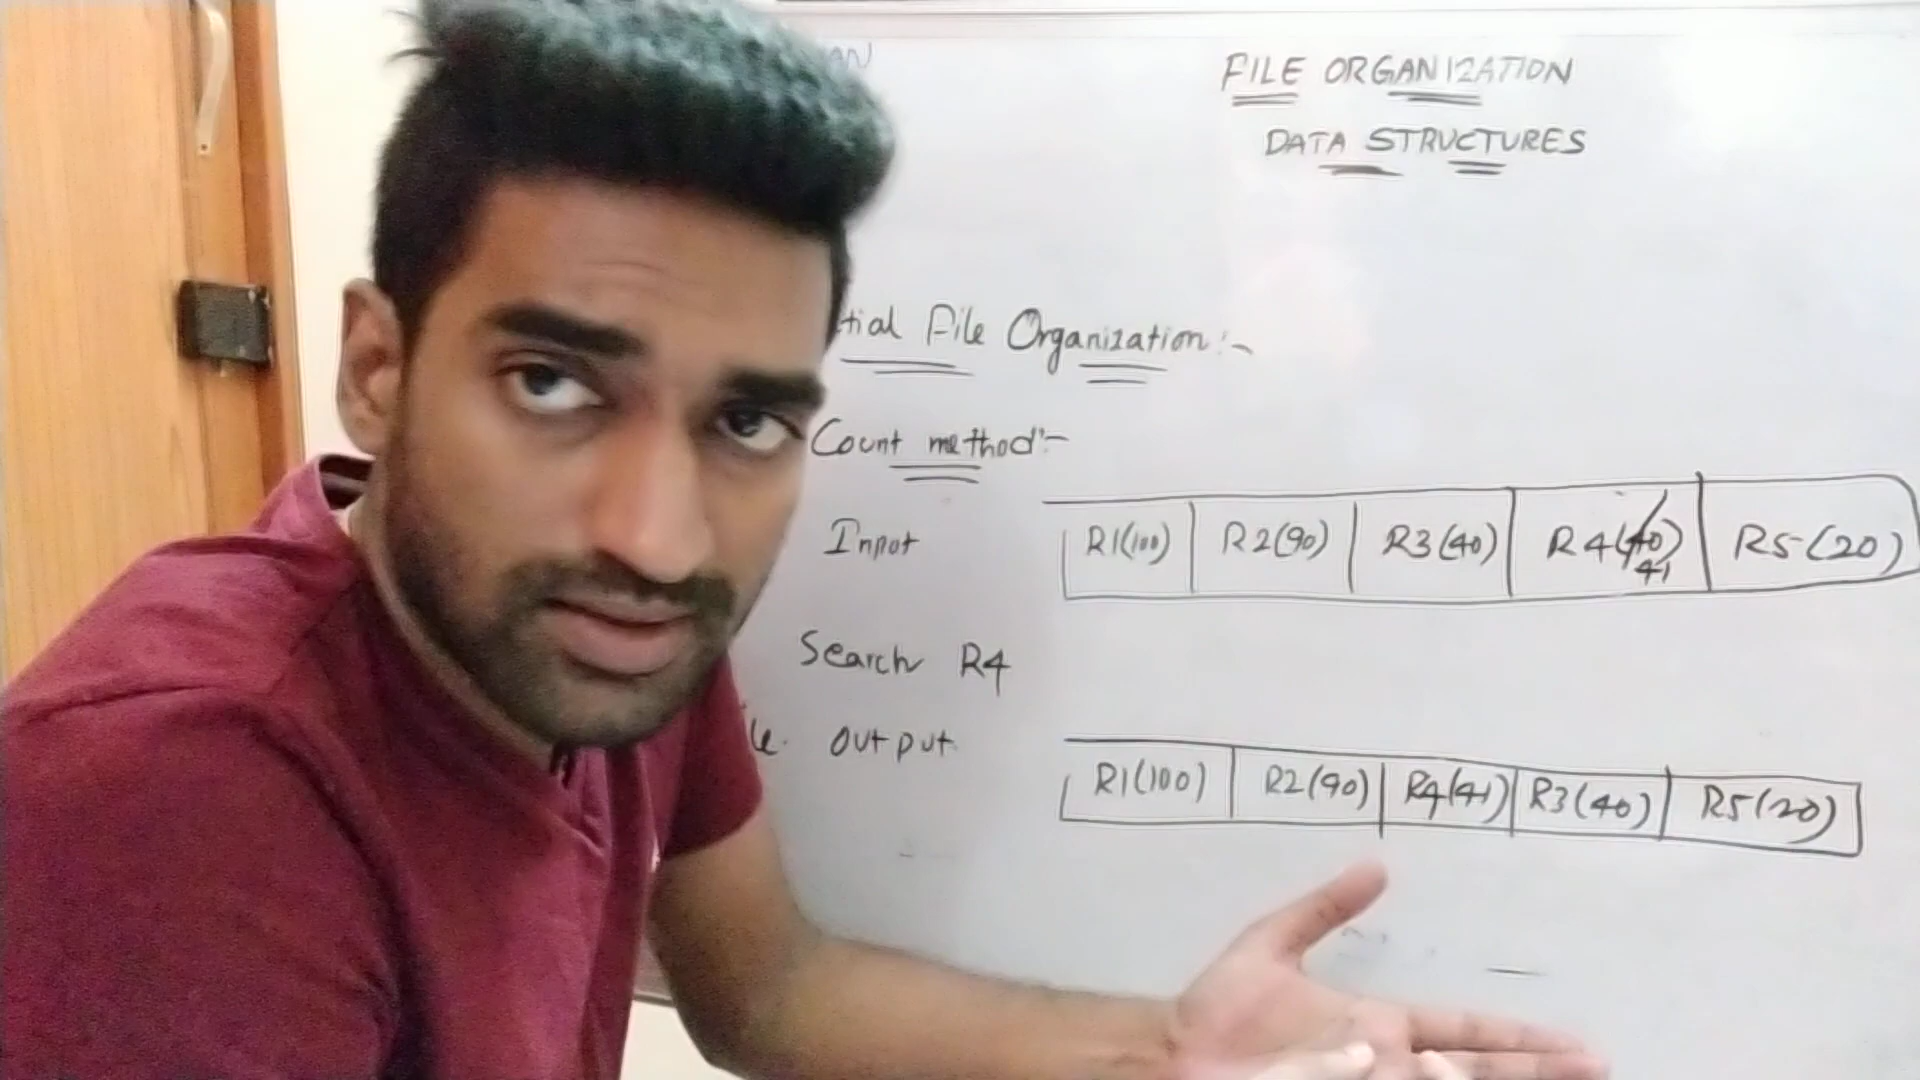 FILE ORGANIZATION
DATA STRUCTURES
tial File Organization:-
Count method:-
Input R1(100) R2(90) R3(40) R4(40) 41 R5(20)
Search R4
Output R1(100) R2(90) R4(41) R3(40) R5(20)